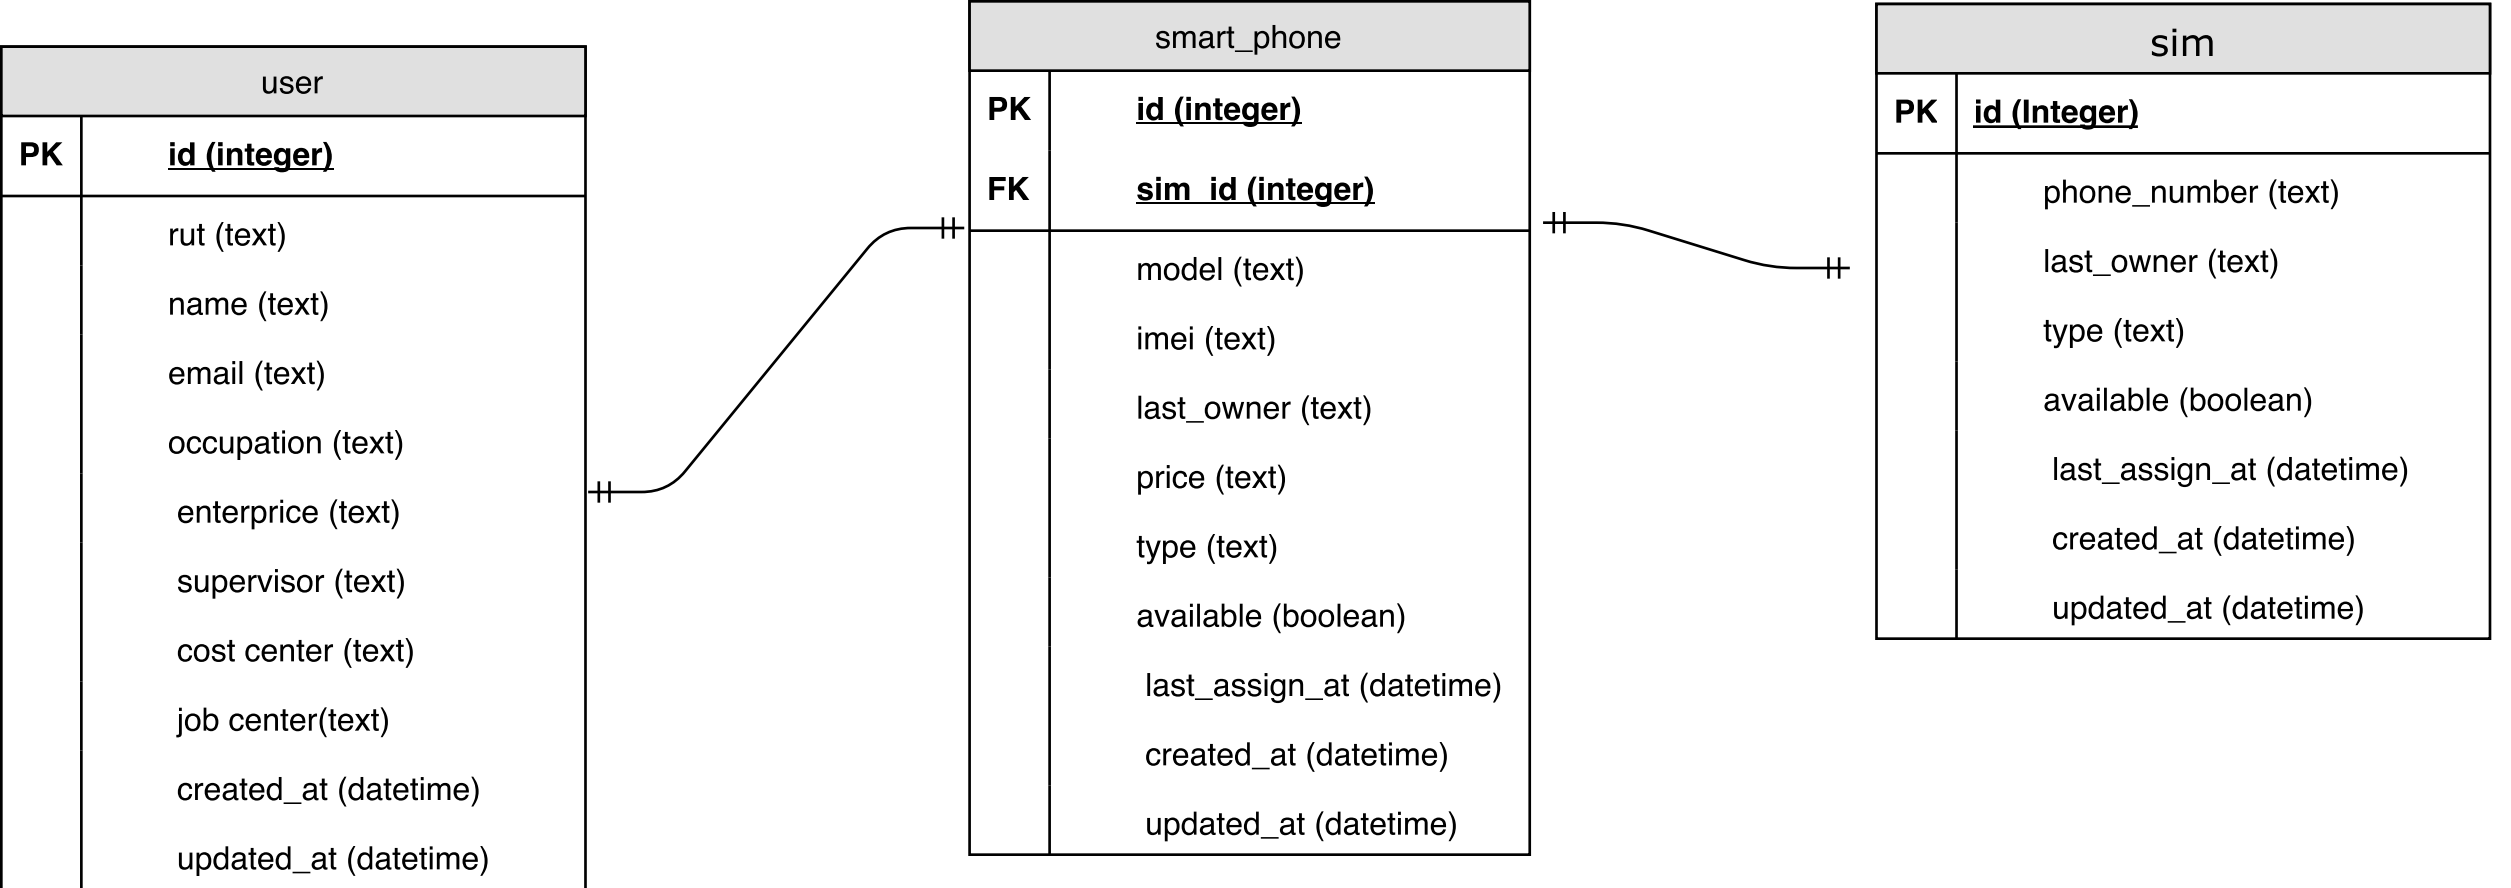 user
PK id (integer)
rut (text)
name (text)
email (text)
occupation (text)
enterprice (text)
supervisor (text)
cost center (text)
job center(text)
created_at (datetime)
updated_at (datetime)
smart_phone
PK id (integer)
FK sim_id (integer)
model (text)
imei (text)
last_owner (text)
price (text)
type (text)
available (boolean)
last_assign_at (datetime)
created_at (datetime)
updated_at (datetime)
sim
PK id (Integer)
phone_number (text)
last_owner (text)
type (text)
available (boolean)
last_assign_at (datetime)
created_at (datetime)
updated_at (datetime)